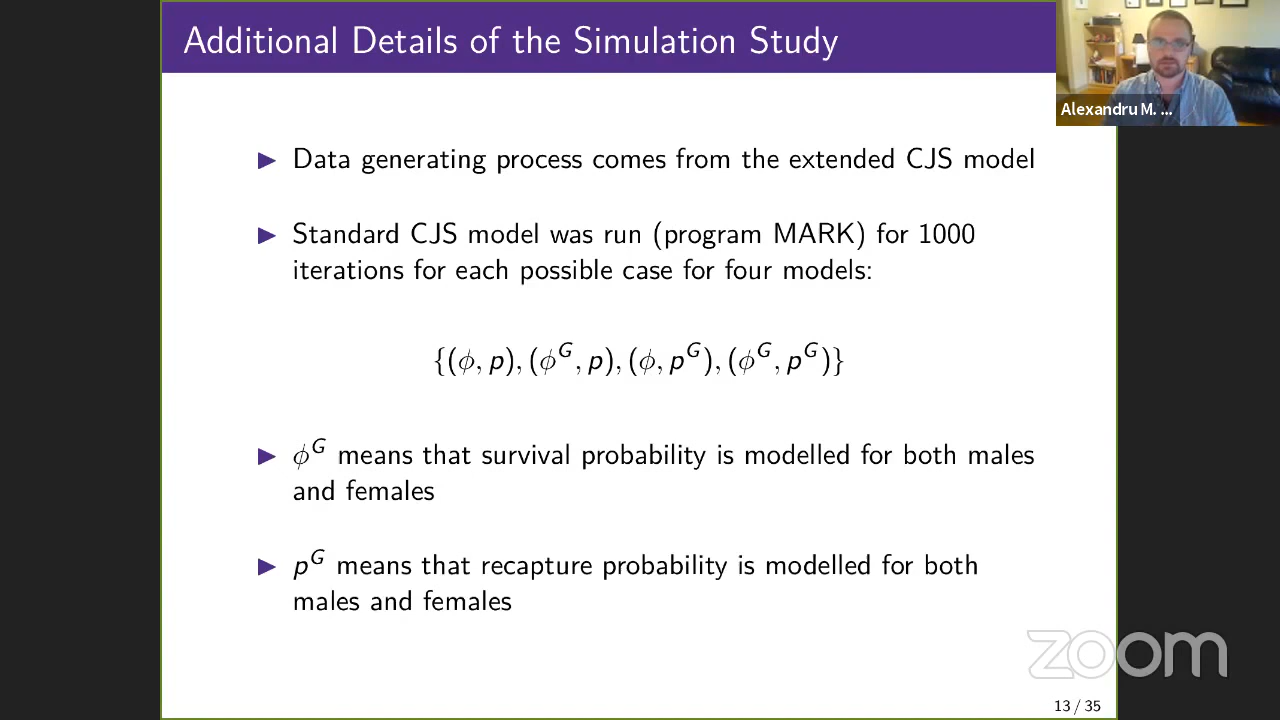 Additional Details of the Simulation Study
Alexandru M. ...
▶ Data generating process comes from the extended CJS model
▶ Standard CJS model was run (program MARK) for 1000
iterations for each possible case for four models:
{(ϕ, p), (ϕ^G, p), (ϕ, p^G), (ϕ^G, p^G)}
▶ ϕ^G means that survival probability is modelled for both males
and females
▶ p^G means that recapture probability is modelled for both
males and females
zoom
13 / 35